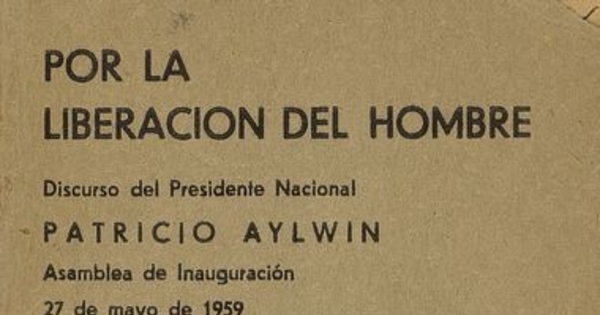 POR LA
LIBERACION DEL HOMBRE
Discurso del Presidente Nacional
PATRICIO AYLWIN
Asamblea de Inauguración
27 de mayo de 1959